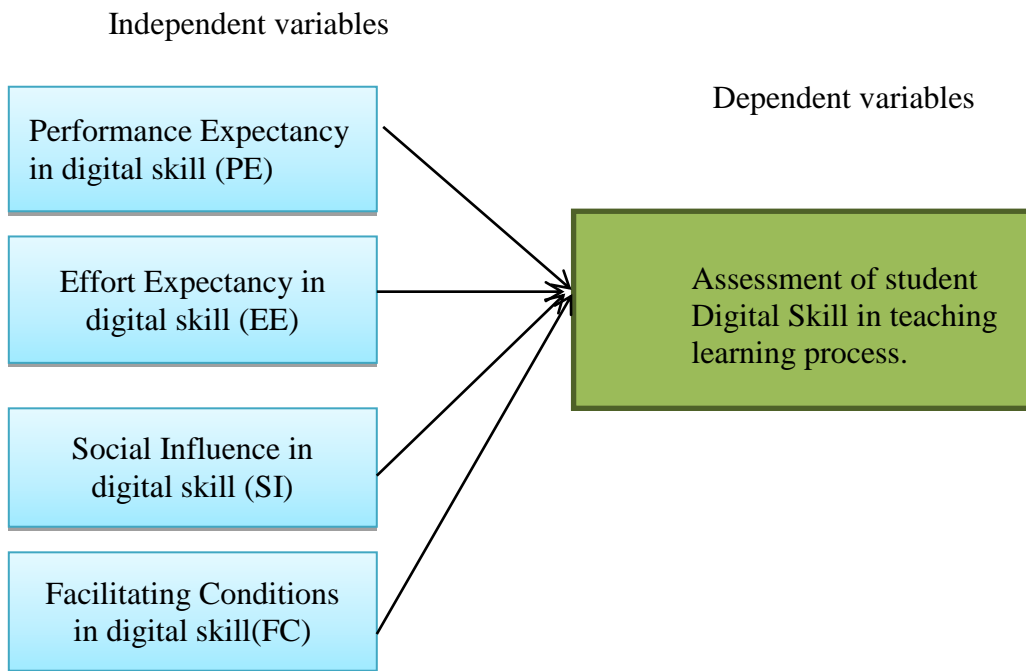 Independent variables
Dependent variables
Performance Expectancy
in digital skill (PE)
Effort Expectancy in
digital skill (EE)
Assessment of student
Digital Skill in teaching
learning process.
Social Influence in
digital skill (SI)
Facilitating Conditions
in digital skill(FC)